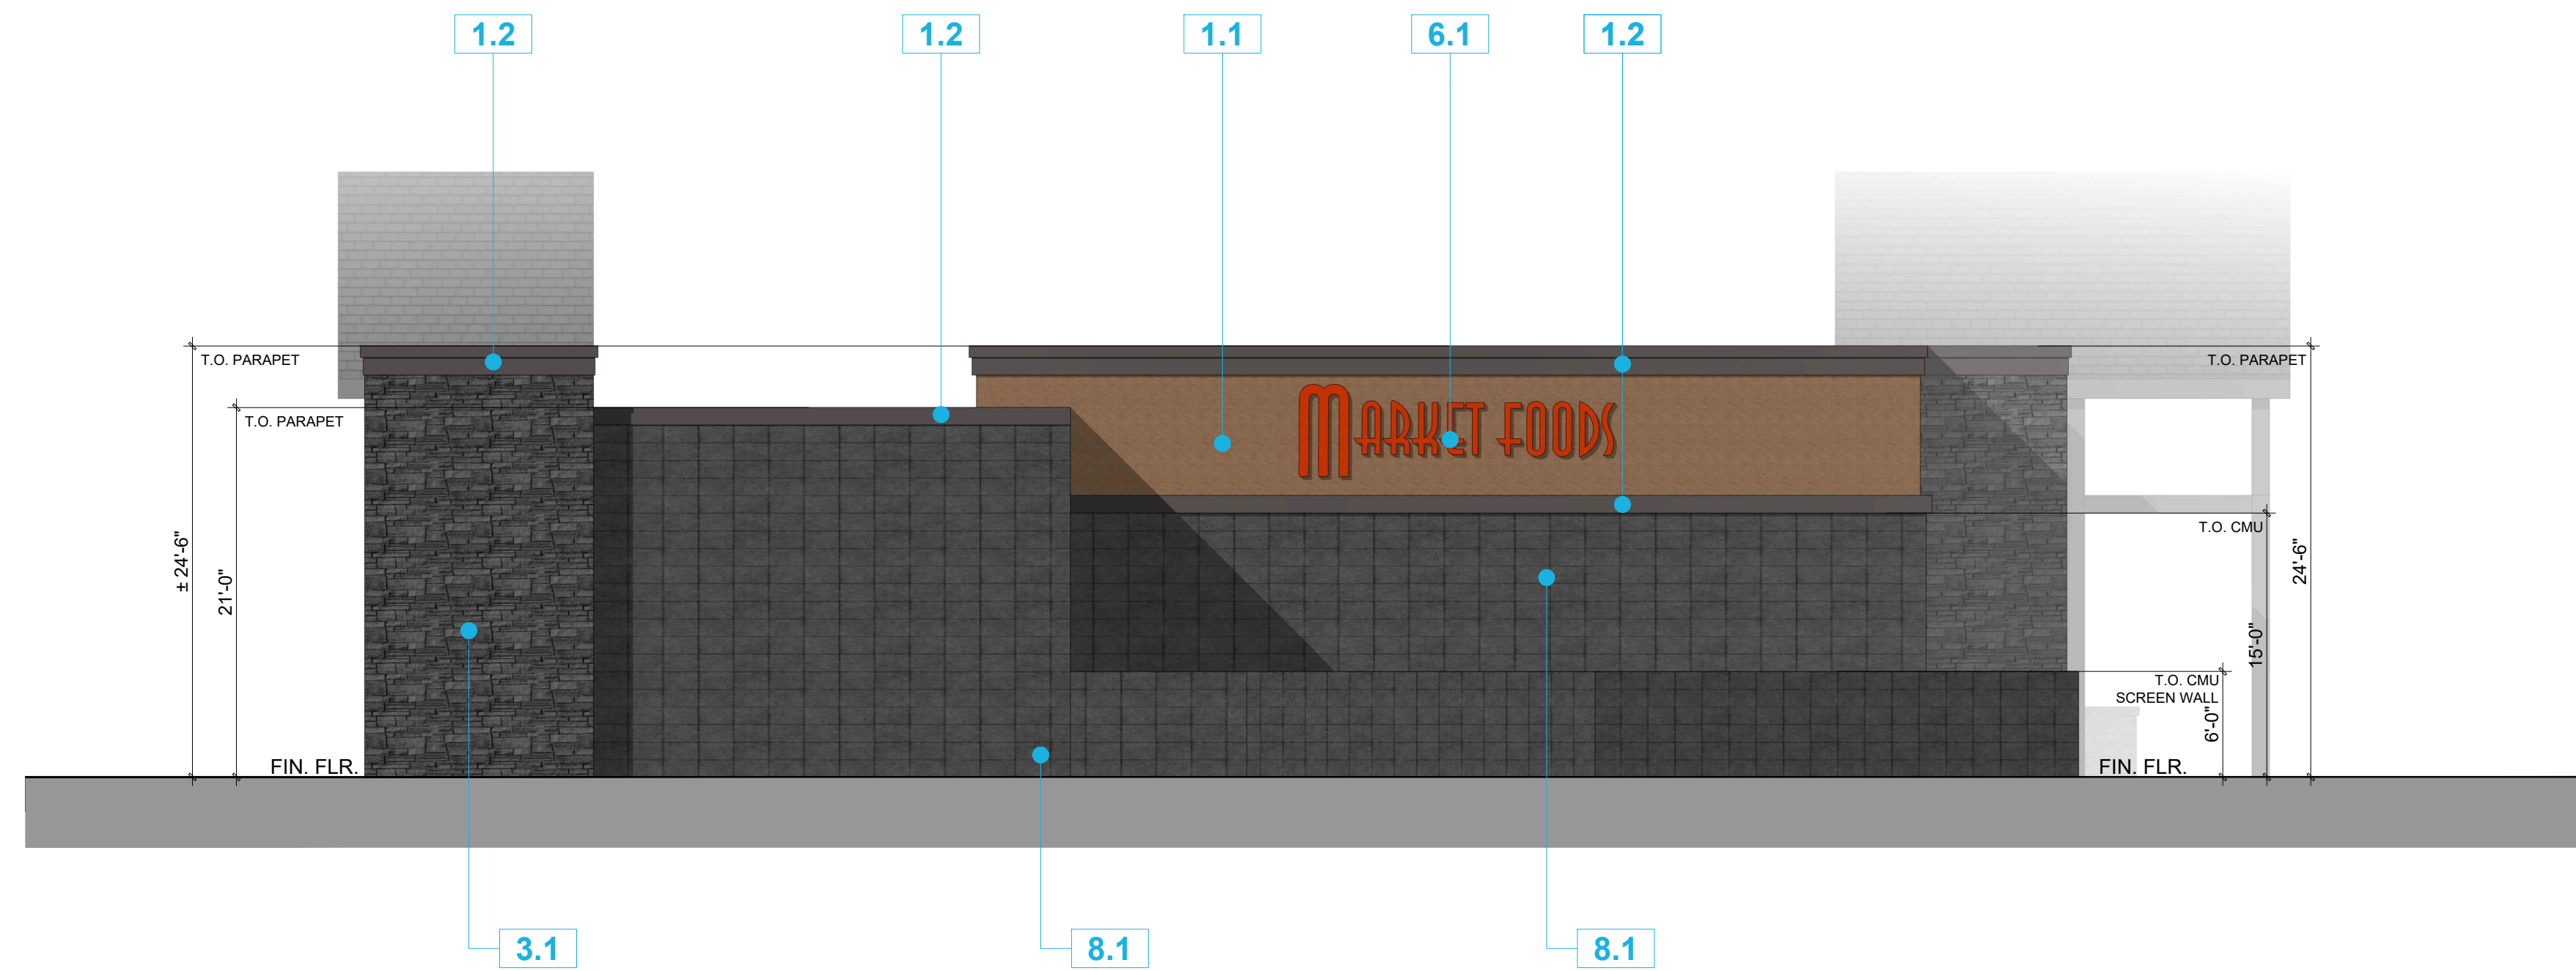 1.2
1.2
1.1
6.1
1.2
T.O. PARAPET
T.O. PARAPET
T.O. PARAPET
MARKET FOODS
T.O. CMU
± 24'-6"
21'-0"
24'-6"
15'-0"
T.O. CMU
SCREEN WALL
6'-0"
FIN. FLR.
FIN. FLR.
3.1
8.1
8.1